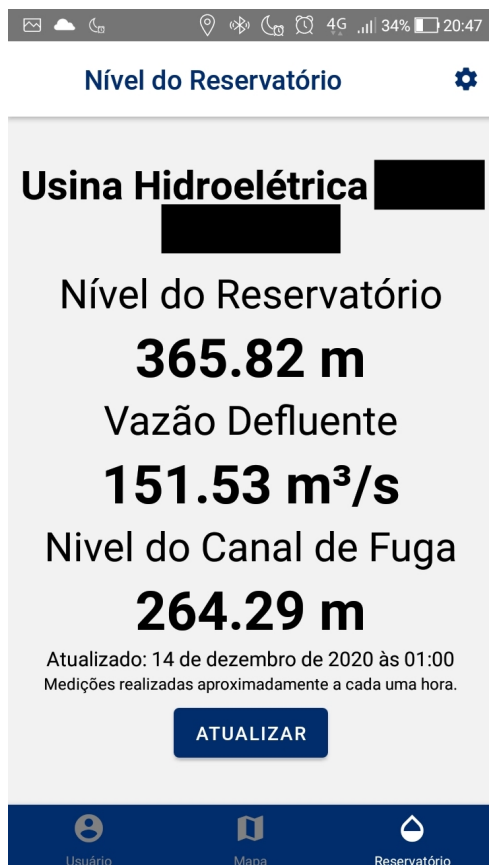 4G 34% 20:47
Nível do Reservatório
Usina Hidroelétrica
Nível do Reservatório
365.82 m
Vazão Defluente
151.53 m³/s
Nivel do Canal de Fuga
264.29 m
Atualizado: 14 de dezembro de 2020 às 01:00
Medições realizadas aproximadamente a cada uma hora.
ATUALIZAR
Usuário Mapa Reservatório